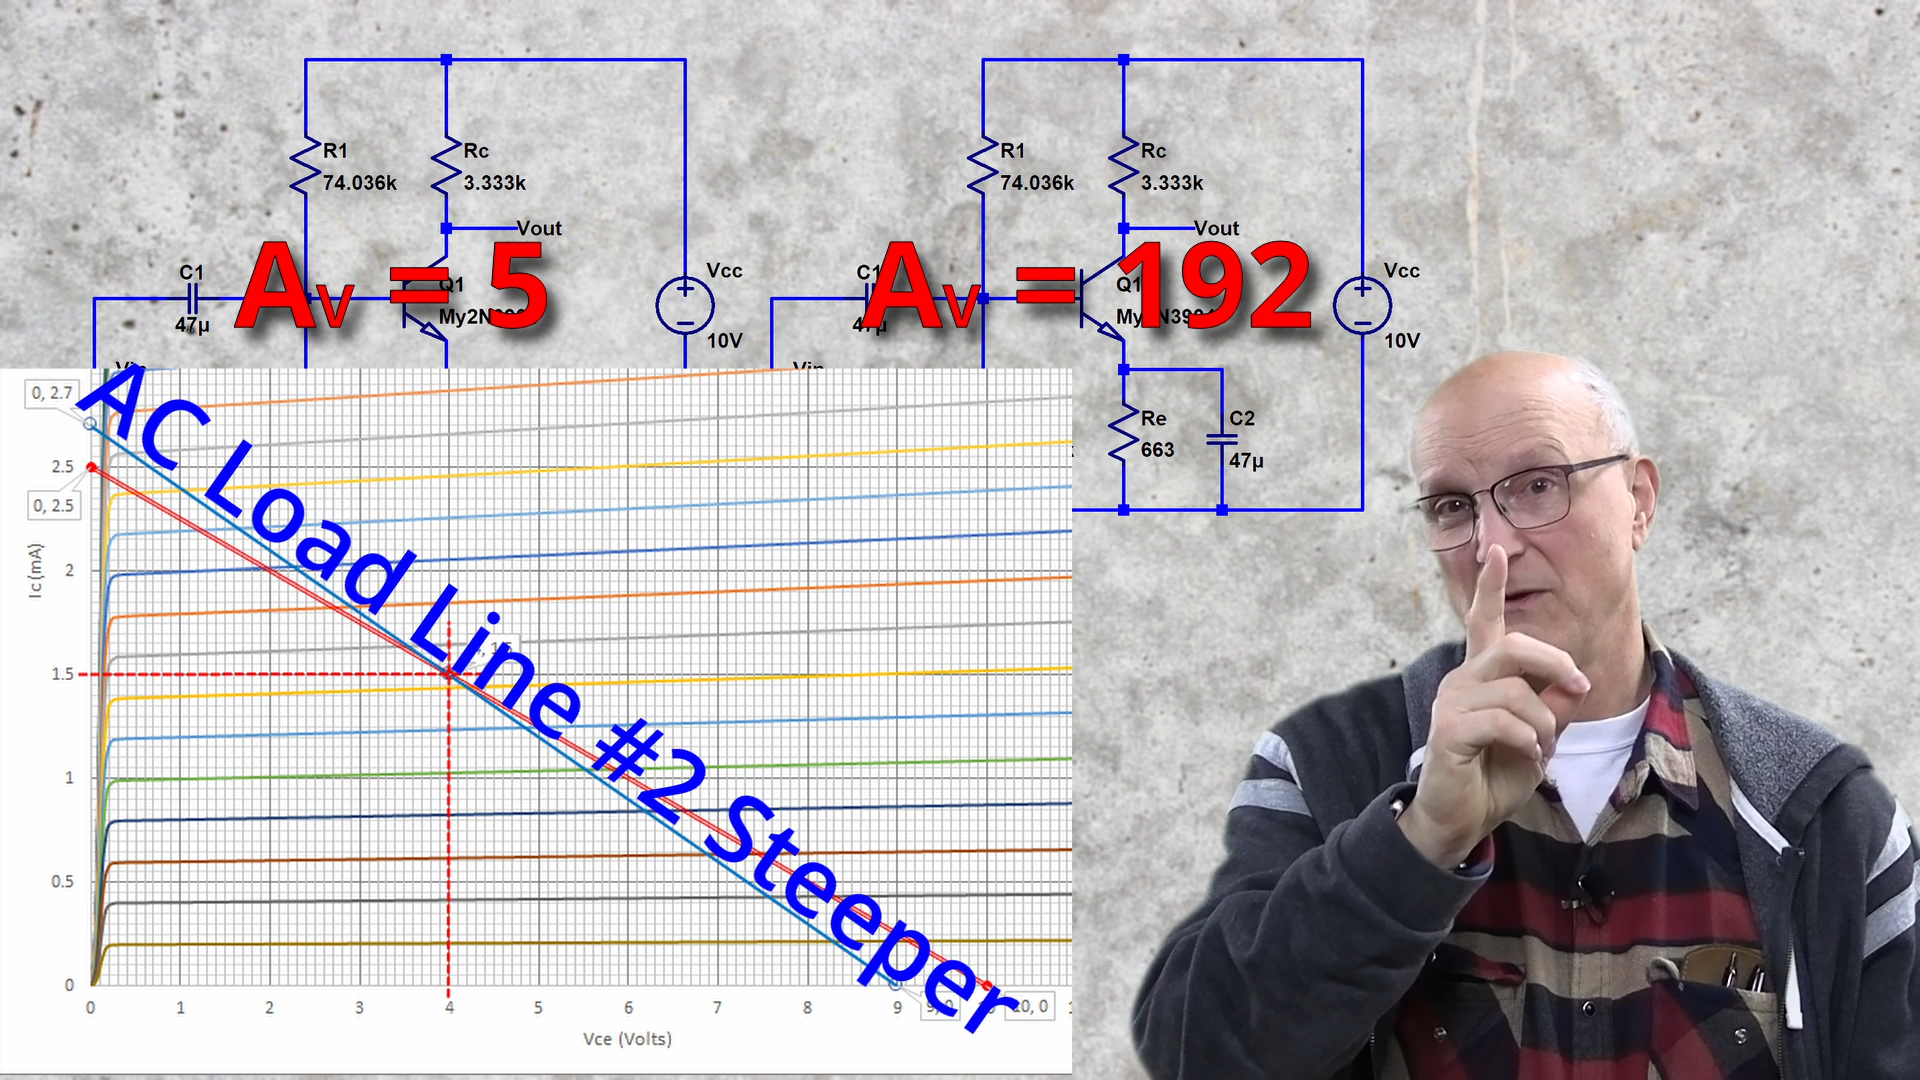 R1
74.036k
Rc
3.333k
Vout
C1
47µ
Q1
Vcc
10V
Av = 5
R1
74.036k
Rc
3.333k
Vout
C1
47µ
Q1
Vcc
10V
Av = 192
Re
663
C2
47µ
AC Load Line #2 Steeper
0, 2.7
2.5
0, 2.5
Ic (mA)
2
1.5
1
0.5
0
0 1 2 3 4 5 6 7 8 9
10, 0
Vce (Volts)